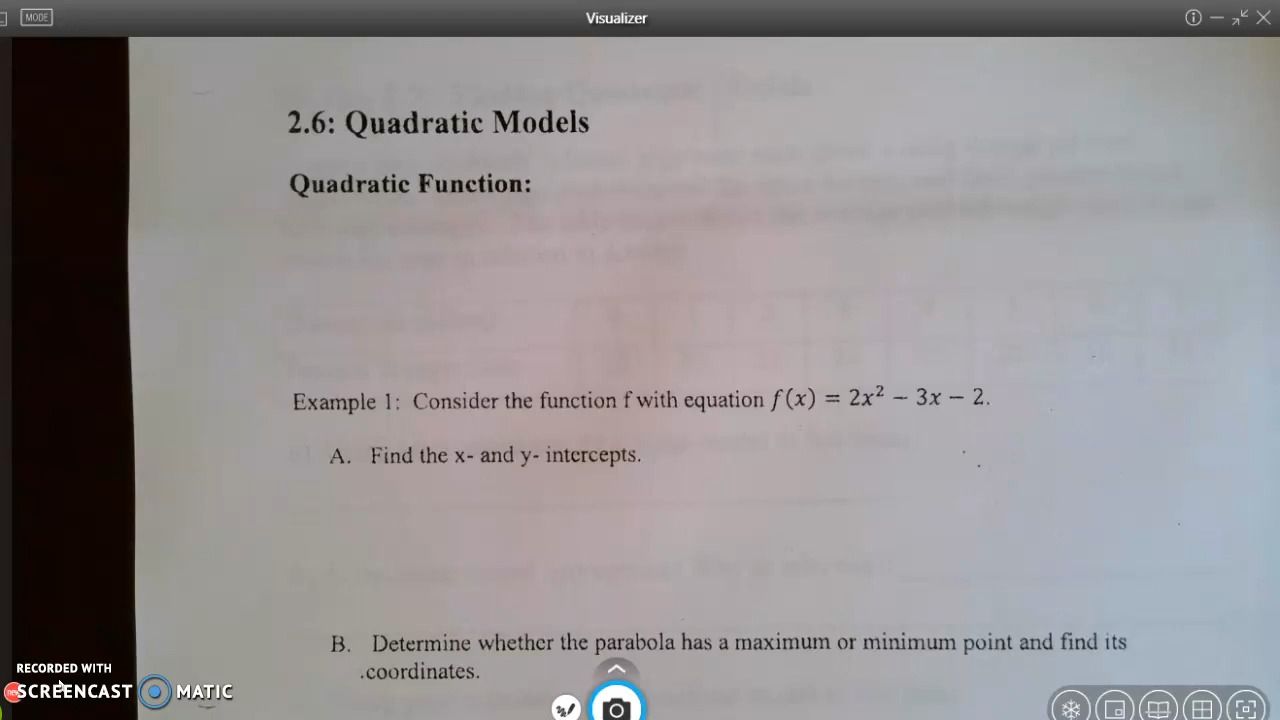 MODE
Visualizer
2.6: Quadratic Models
Quadratic Function:
Example 1: Consider the function f with equation f(x) = 2x² − 3x − 2.
A. Find the x- and y- intercepts.
B. Determine whether the parabola has a maximum or minimum point and find its
coordinates.
RECORDED WITH
SCREENCAST MATIC